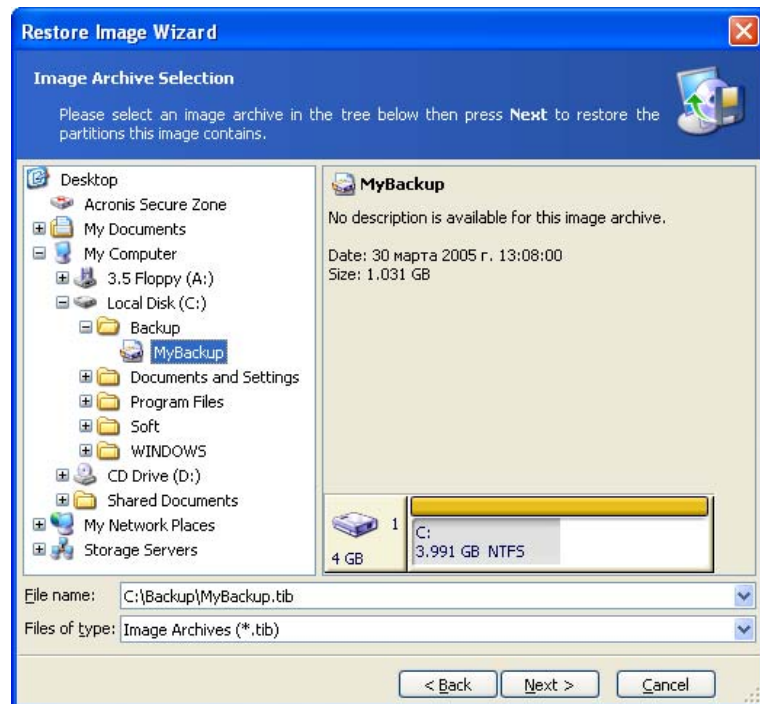 Restore Image Wizard
Image Archive Selection
Please select an image archive in the tree below then press Next to restore the
partitions this image contains.
Desktop
Acronis Secure Zone
My Documents
My Computer
3.5 Floppy (A:)
Local Disk (C:)
Backup
MyBackup
Documents and Settings
Program Files
Soft
WINDOWS
CD Drive (D:)
Shared Documents
My Network Places
Storage Servers
MyBackup
No description is available for this image archive.
Date: 30 марта 2005 г. 13:08:00
Size: 1.031 GB
1
4 GB
C:
3.991 GB NTFS
File name: C:\Backup\MyBackup.tib
Files of type: Image Archives (*.tib)
< Back Next > Cancel